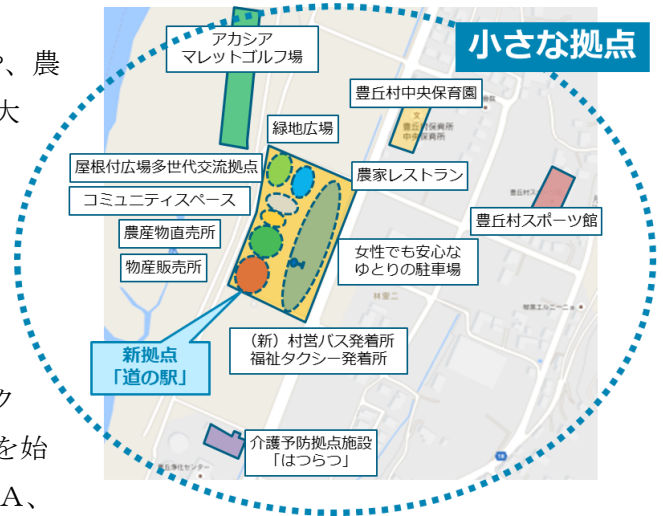 小さな拠点
アカシア
マレットゴルフ場
、農
大
豊丘村中央保育園
緑地広場
屋根付広場多世代交流拠点
農家レストラン
コミュニティスペース
豊丘村スポーツ館
農産物直売所
女性でも安心な
ゆとりの駐車場
物産販売所
林里二
新拠点
「道の駅」
（新）村営バス発着所
福祉タクシー発着所
ク
を始
A、
介護予防拠点施設
「はつらつ」